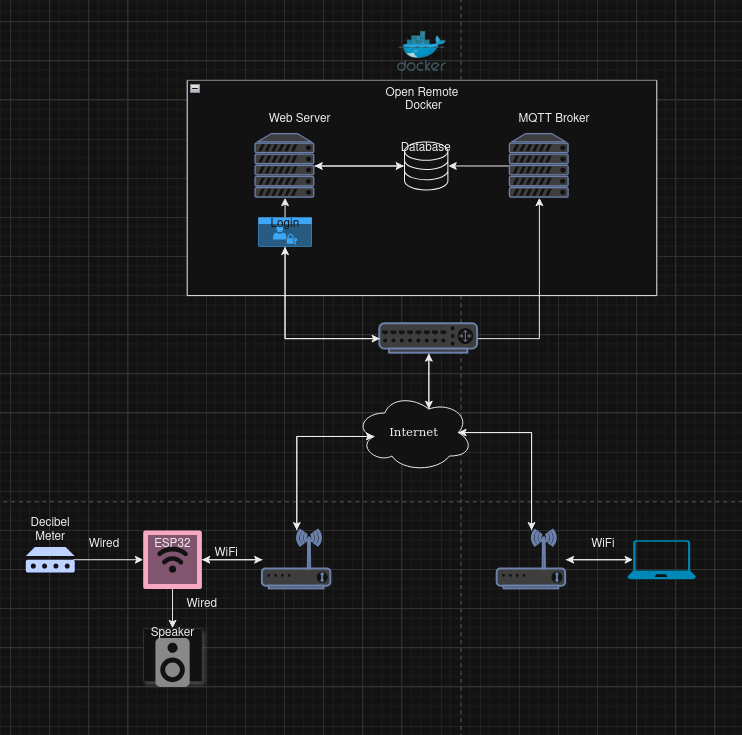 docker
Open Remote
Docker
Web Server
MQTT Broker
Database
Login
Internet
Decibel
Meter
Wired
ESP32
WiFi
WiFi
Wired
Speaker